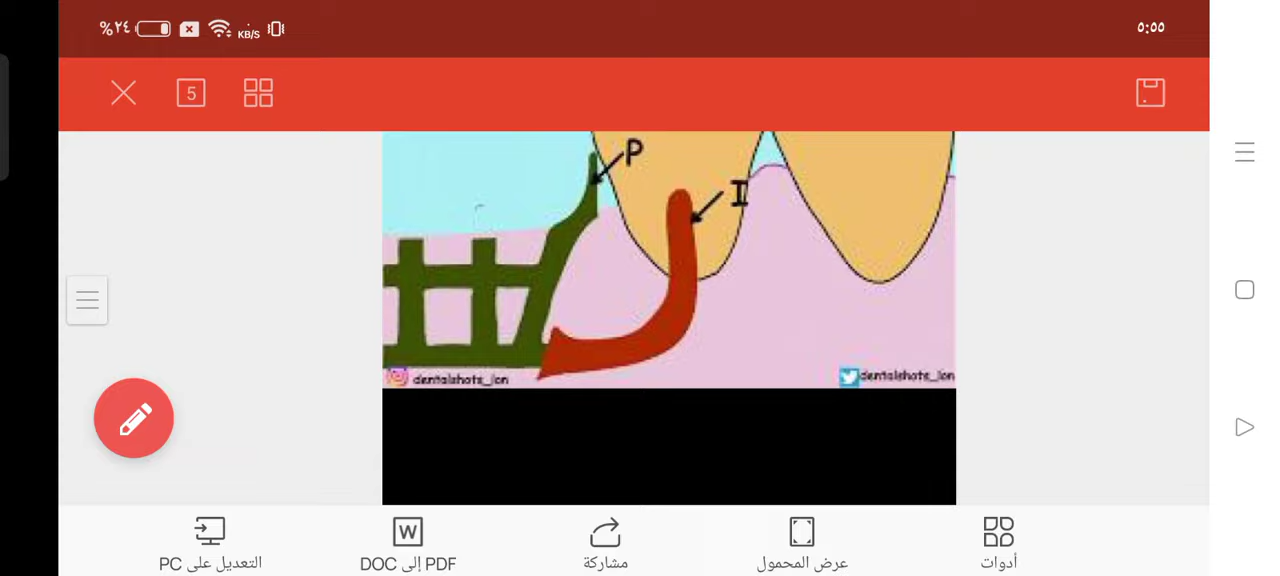 %٢٤ KB/S ٥:٥٥
5
P
I
dentalshots_lon dentalshots_lon
التعديل على PC PDF إلى DOC مشاركة عرض المحمول أدوات